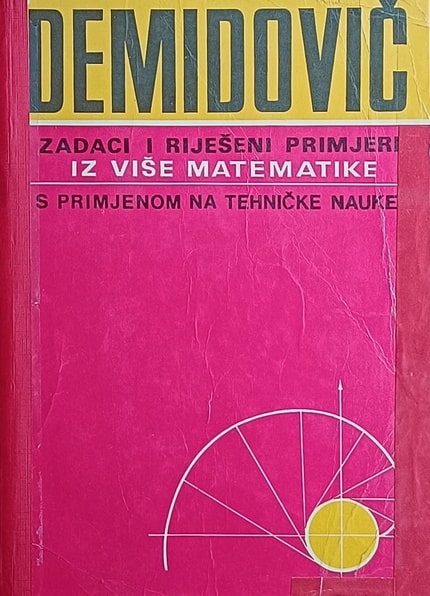 DEMIDOVIČ
ZADACI I RIJEŠENI PRIMJERI
IZ VIŠE MATEMATIKE
S PRIMJENOM NA TEHNIČKE NAUKE